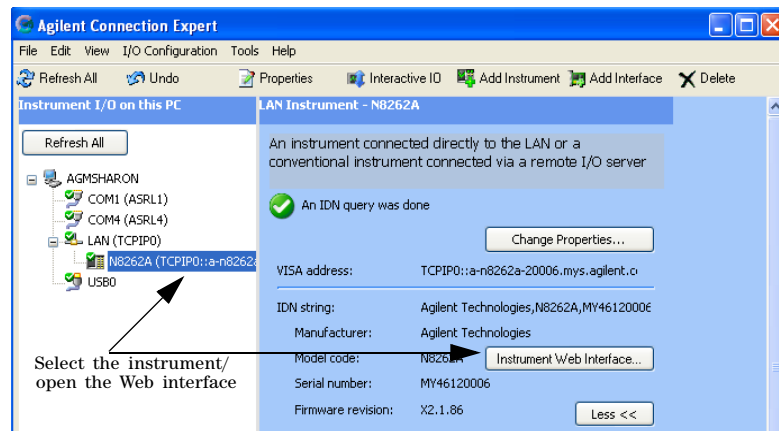 Agilent Connection Expert
File Edit View I/O Configuration Tools Help
Refresh All Undo Properties Interactive IO Add Instrument Add Interface Delete
Instrument I/O on this PC
Refresh All
AGMSHARON
COM1 (ASRL1)
COM4 (ASRL4)
LAN (TCPIP0)
N8262A (TCPIP0::a-n8262a
USB0
Select the instrument/
open the Web interface
LAN Instrument - N8262A
An instrument connected directly to the LAN or a
conventional instrument connected via a remote I/O server
An IDN query was done
Change Properties...
VISA address: TCPIP0::a-n8262a-20006.mys.agilent.co
IDN string: Agilent Technologies,N8262A,MY46120006
Manufacturer: Agilent Technologies
Model code: N8262A Instrument Web Interface...
Serial number: MY46120006
Firmware revision: X2.1.86
Less <<